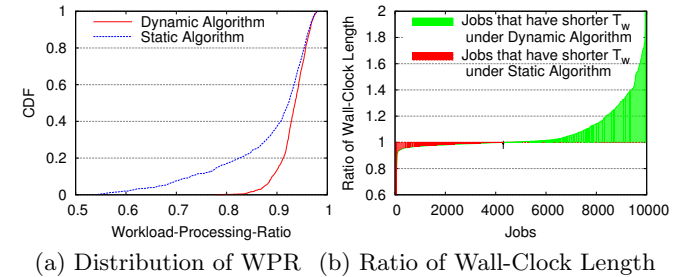 Dynamic Algorithm
Static Algorithm
CDF
1
0.8
0.6
0.4
0.2
0
0.5
0.6
0.7
0.8
0.9
1
Workload-Processing-Ratio
(a) Distribution of WPR
Jobs that have shorter Tw
under Dynamic Algorithm
Jobs that have shorter Tw
under Static Algorithm
Ratio of Wall-Clock Length
2
1.8
1.6
1.4
1.2
1
0.8
0.6
0
2000
4000
6000
8000
10000
Jobs
(b) Ratio of Wall-Clock Length